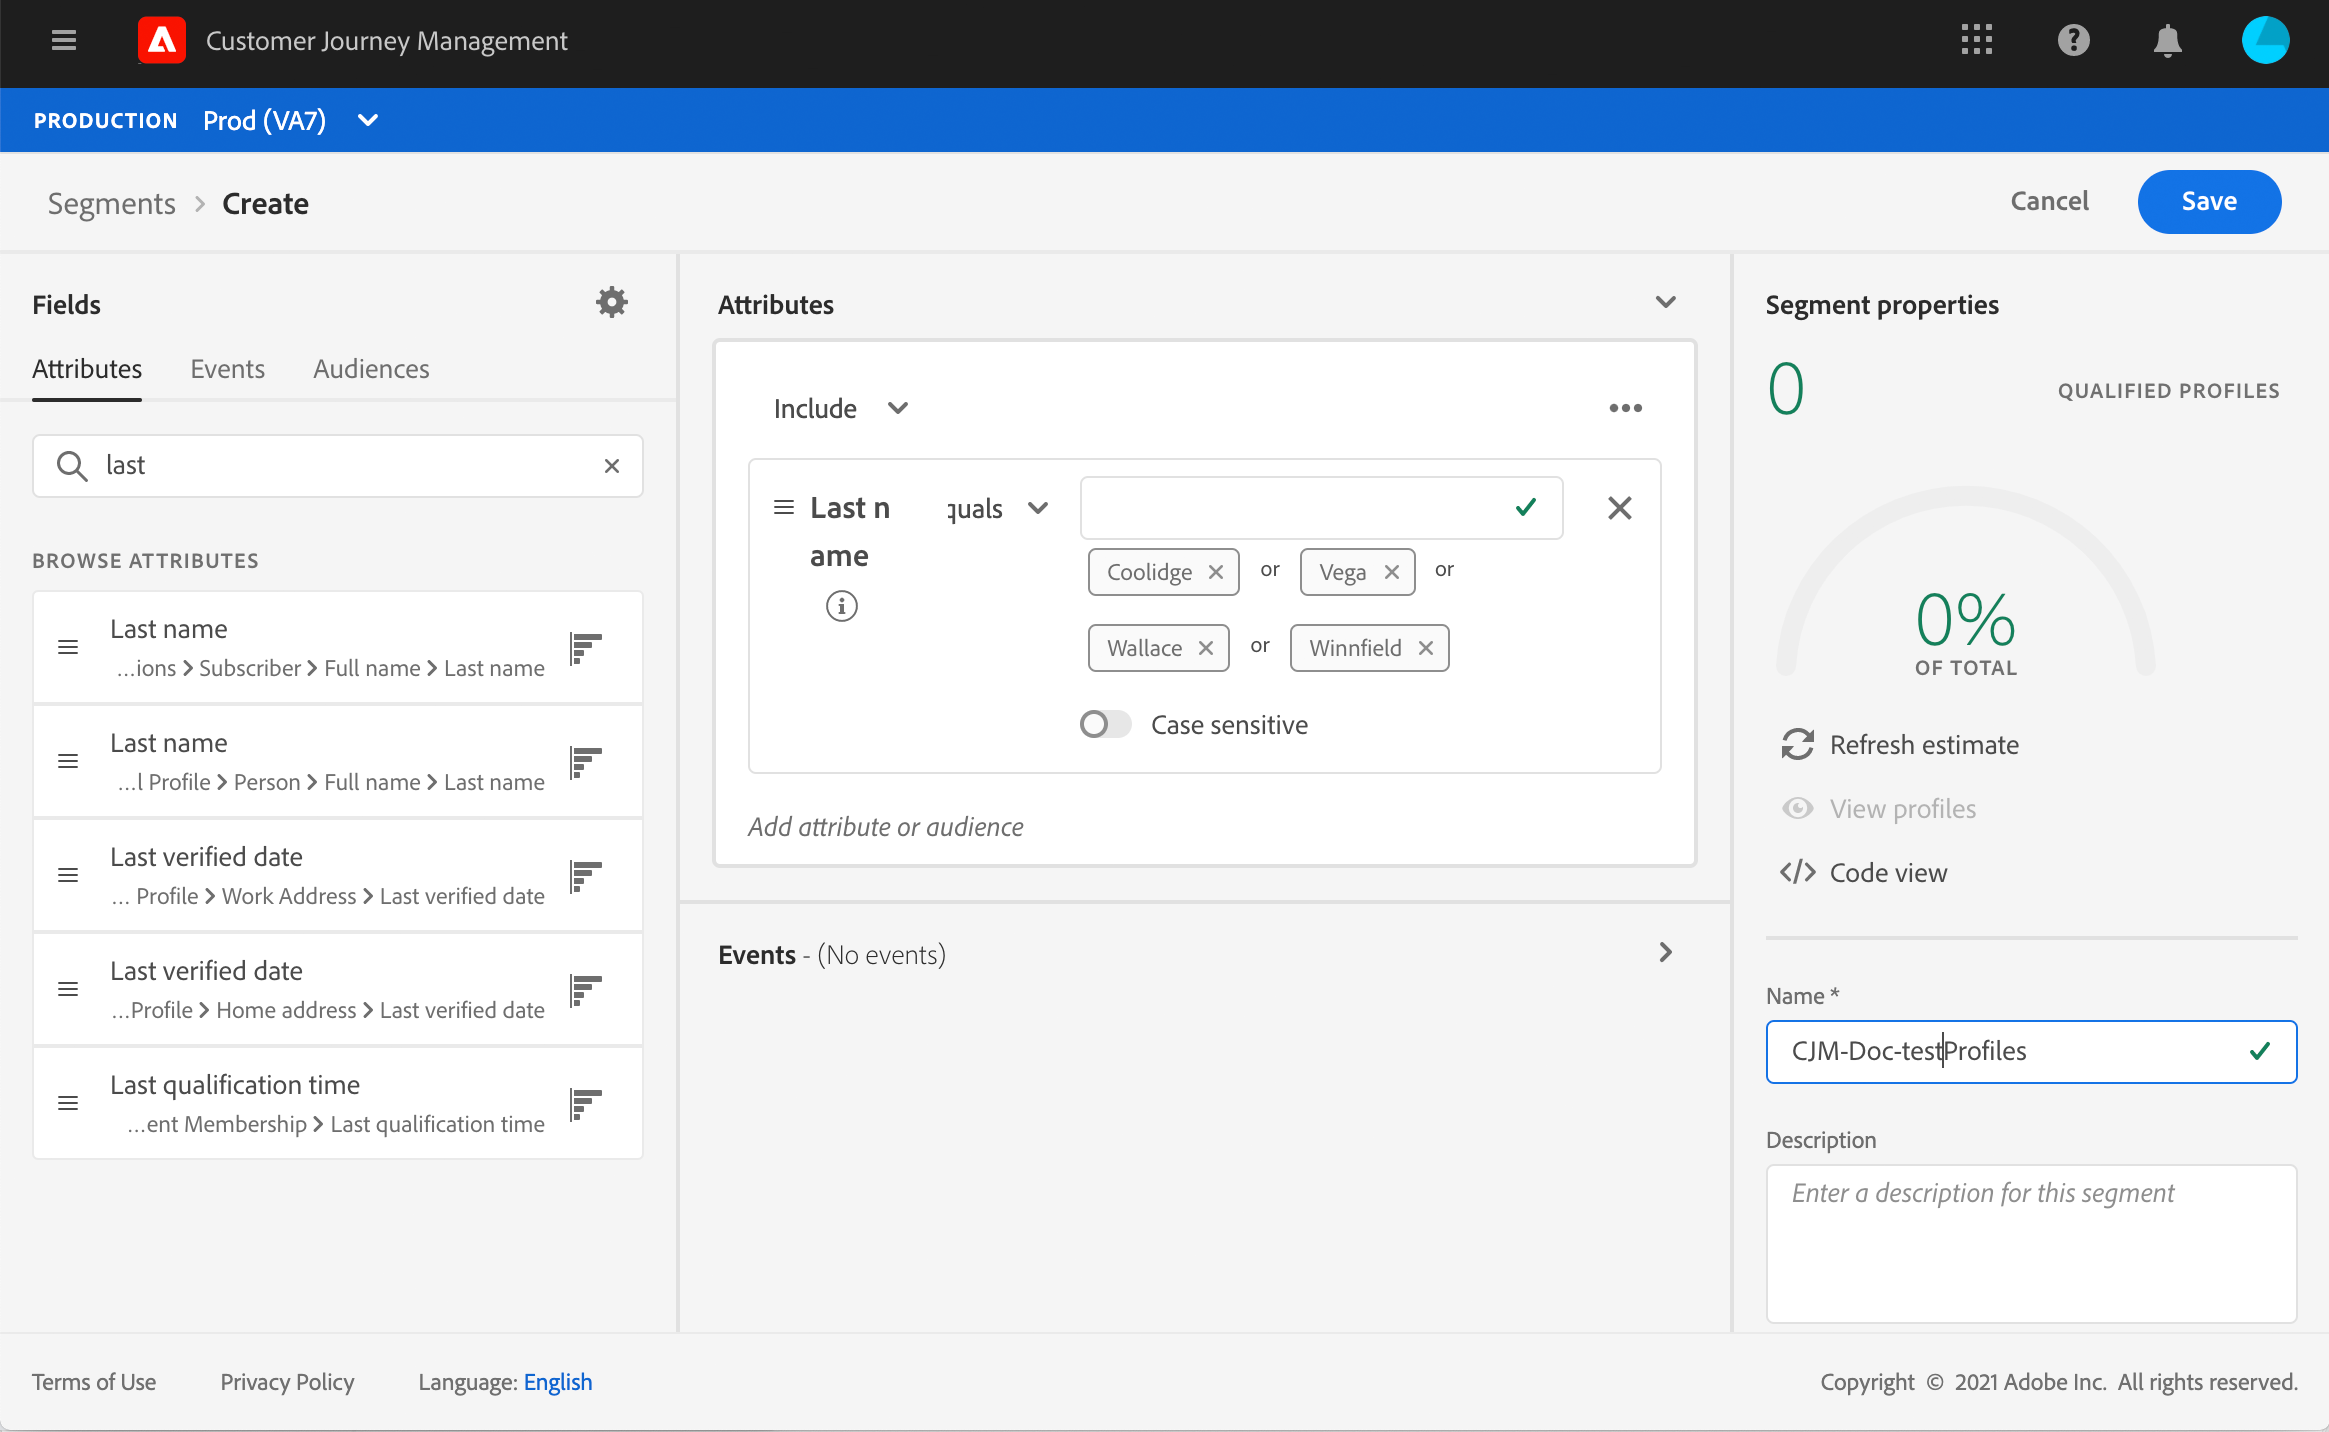 Customer Journey Management
PRODUCTION Prod (VA7)
Segments > Create
Cancel
Save
Fields
Attributes
Events
Audiences
last
BROWSE ATTRIBUTES
Last name
...ions > Subscriber > Full name > Last name
Last name
...l Profile > Person > Full name > Last name
Last verified date
... Profile > Work Address > Last verified date
Last verified date
...Profile > Home address > Last verified date
Last qualification time
...ent Membership > Last qualification time
Attributes
Include
Last n
ame
quals
Coolidge or Vega or
Wallace or Winnfield
Case sensitive
Add attribute or audience
Events - (No events)
Segment properties
0 QUALIFIED PROFILES
0%
OF TOTAL
Refresh estimate
View profiles
</> Code view
Name *
CJM-Doc-testProfiles
Description
Enter a description for this segment
Terms of Use
Privacy Policy
Language: English
Copyright © 2021 Adobe Inc. All rights reserved.